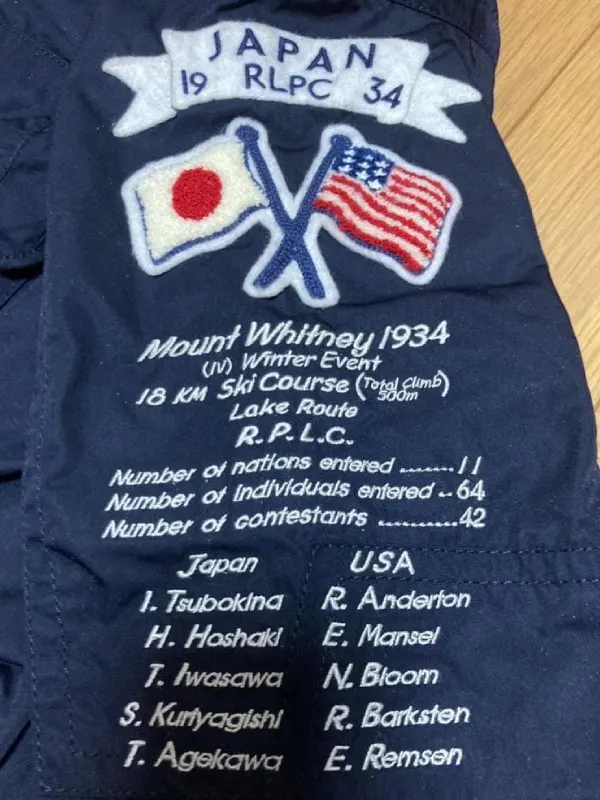 JAPAN
19 RLPC 34
Mount Whitney 1934
(IV) Winter Event
18 KM Ski Course (Total Climb 500m)
Lake Route
R.P.L.C.
Number of nations entered .......11
Number of individuals entered ..64
Number of contestants ..........42
Japan USA
I. Tsubokina R. Anderton
H. Hoshaki E. Mansel
T. Iwasawa N. Bloom
S. Kuriyagishi R. Barksten
T. Agekawa E. Remsen